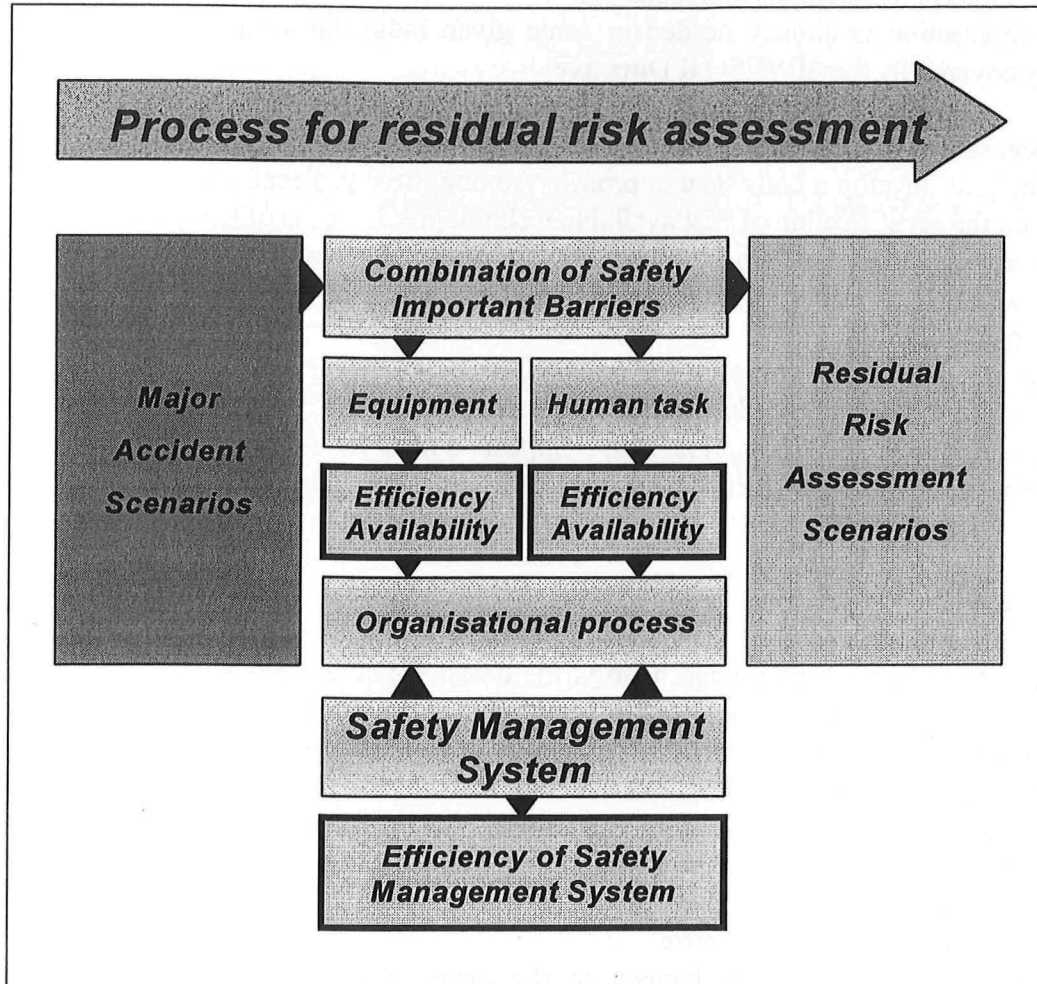 Process for residual risk assessment
Major
Accident
Scenarios
Combination of Safety
Important Barriers
Equipment
Human task
Efficiency
Availability
Efficiency
Availability
Organisational process
Safety Management
System
Efficiency of Safety
Management System
Residual
Risk
Assessment
Scenarios